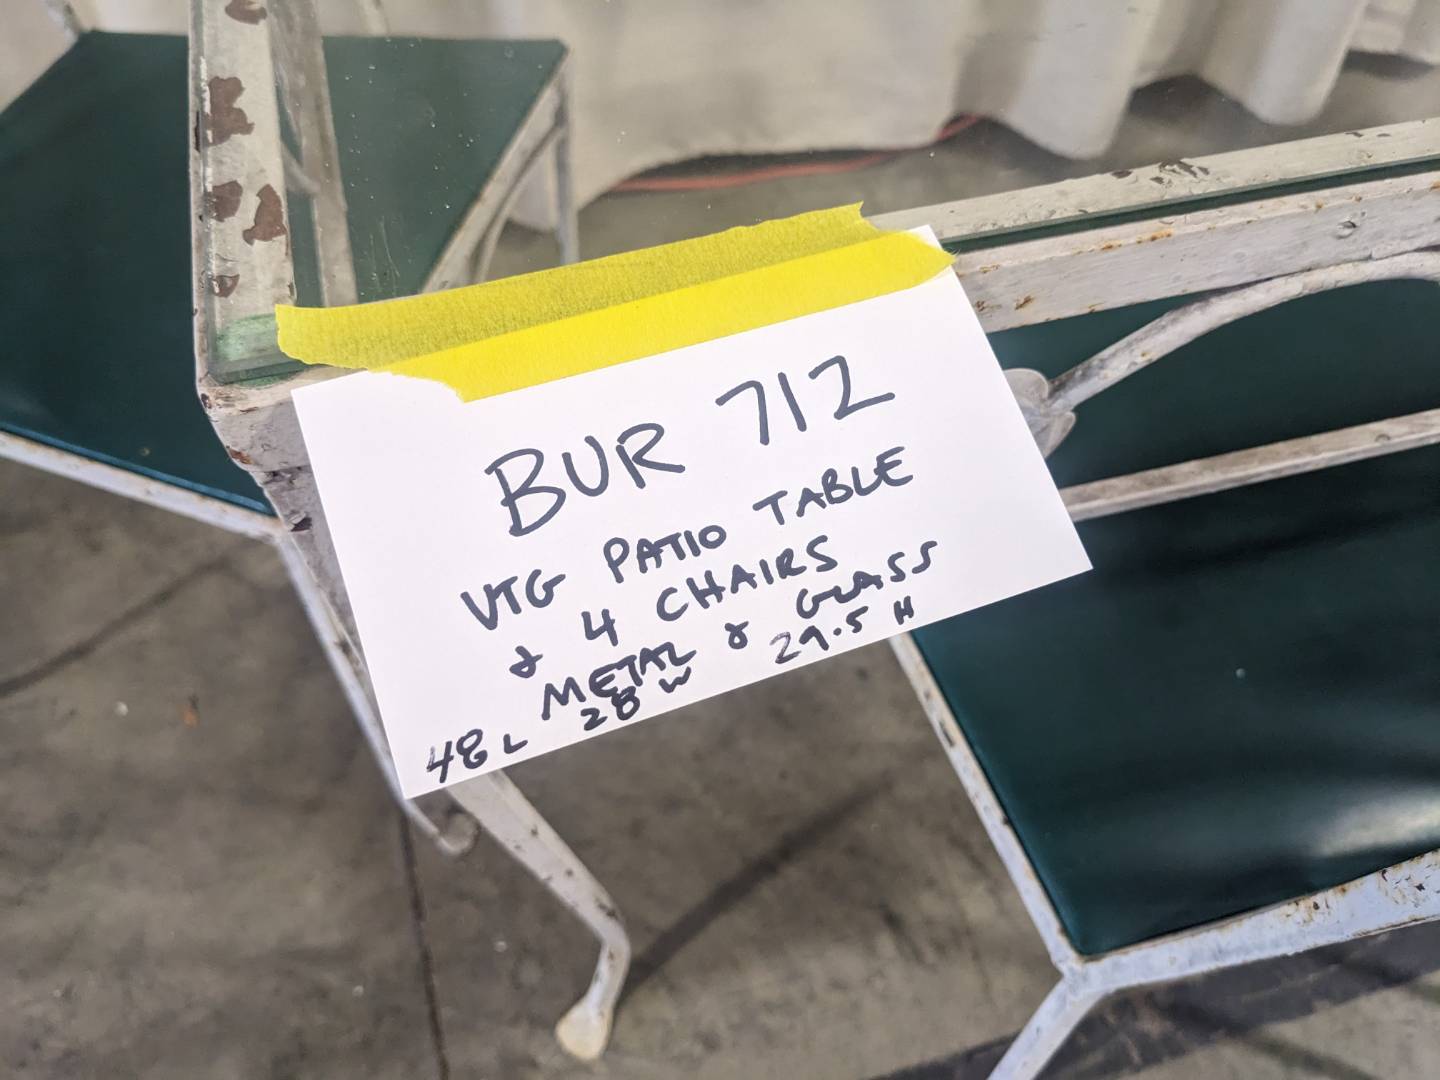 BUR 712
VTG PATIO TABLE
& 4 CHAIRS
METAL & GLASS
48 L 28 W 29.5 H